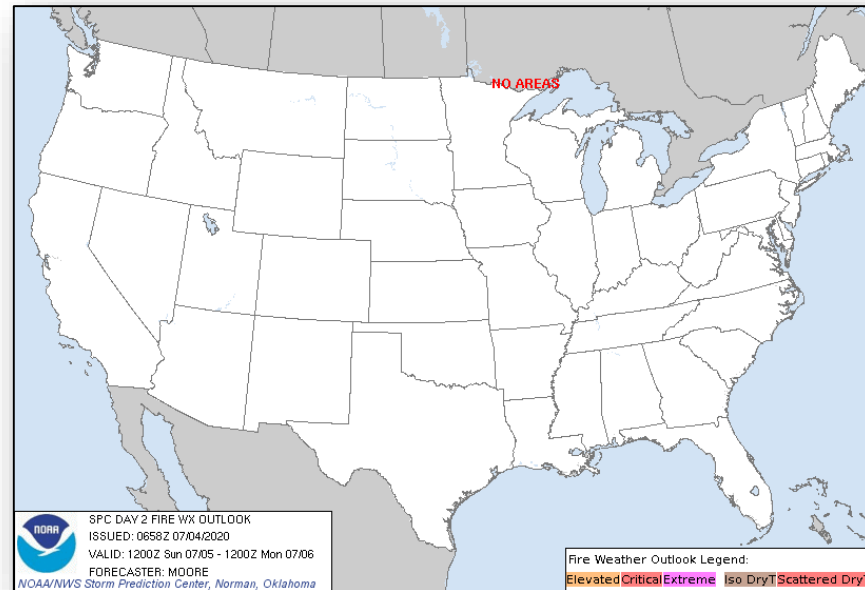 NO AREAS
NOAA
SPC DAY 2 FIRE WX OUTLOOK
ISSUED: 0658Z 07/04/2020
VALID: 1200Z Sun 07/05 - 1200Z Mon 07/06
FORECASTER: MOORE
NOAA/NWS Storm Prediction Center, Norman, Oklahoma
Fire Weather Outlook Legend:
Elevated Critical Extreme Iso DryT Scattered DryT